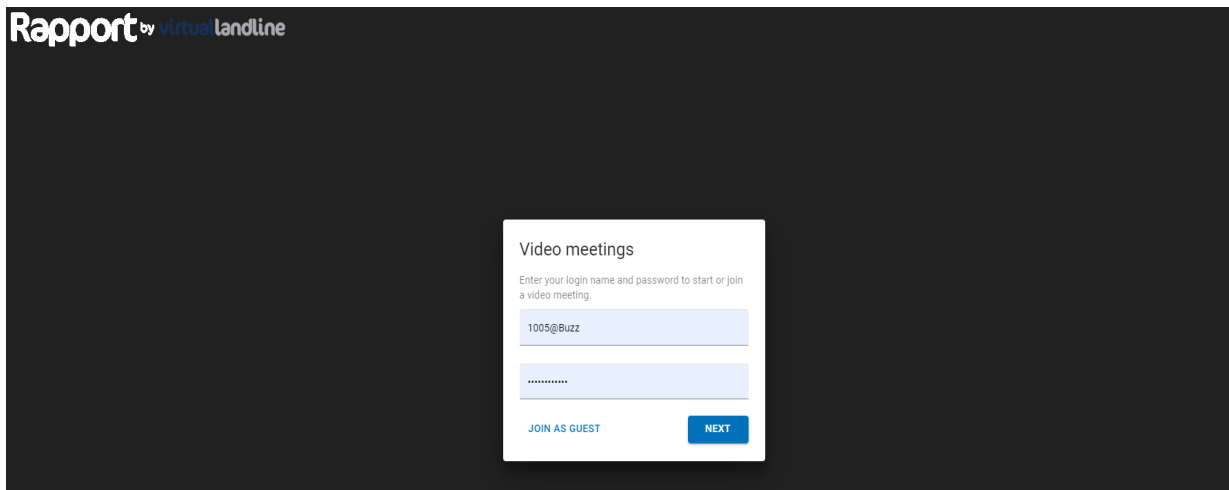 Rapport by virtuallandline
Video meetings
Enter your login name and password to start or join
a video meeting.
1005@Buzz
••••••••••••
JOIN AS GUEST NEXT